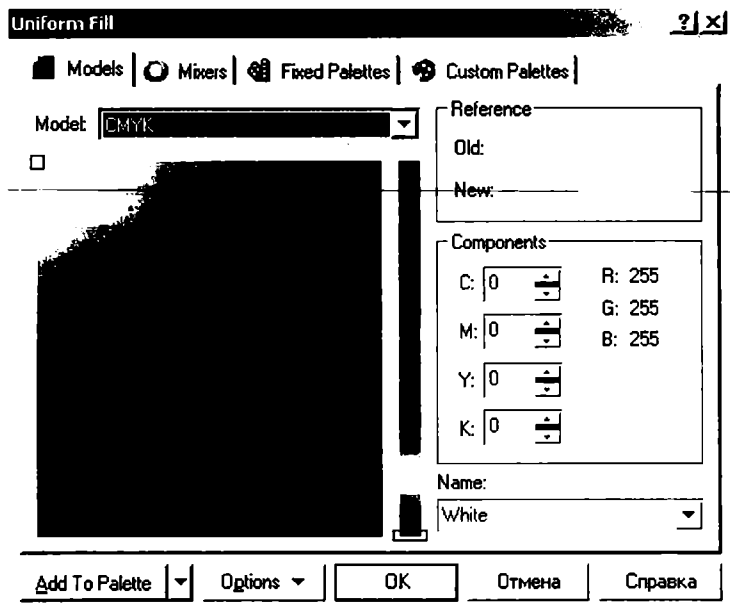 Uniform Fill
Models Mixers Fixed Palettes Custom Palettes
Model: CMYK
Reference
Old:
New:
Components
C: 0 R: 255
G: 255
M: 0 B: 255
Y: 0
K: 0
Name:
White
Add To Palette Options OK Отмена Справка